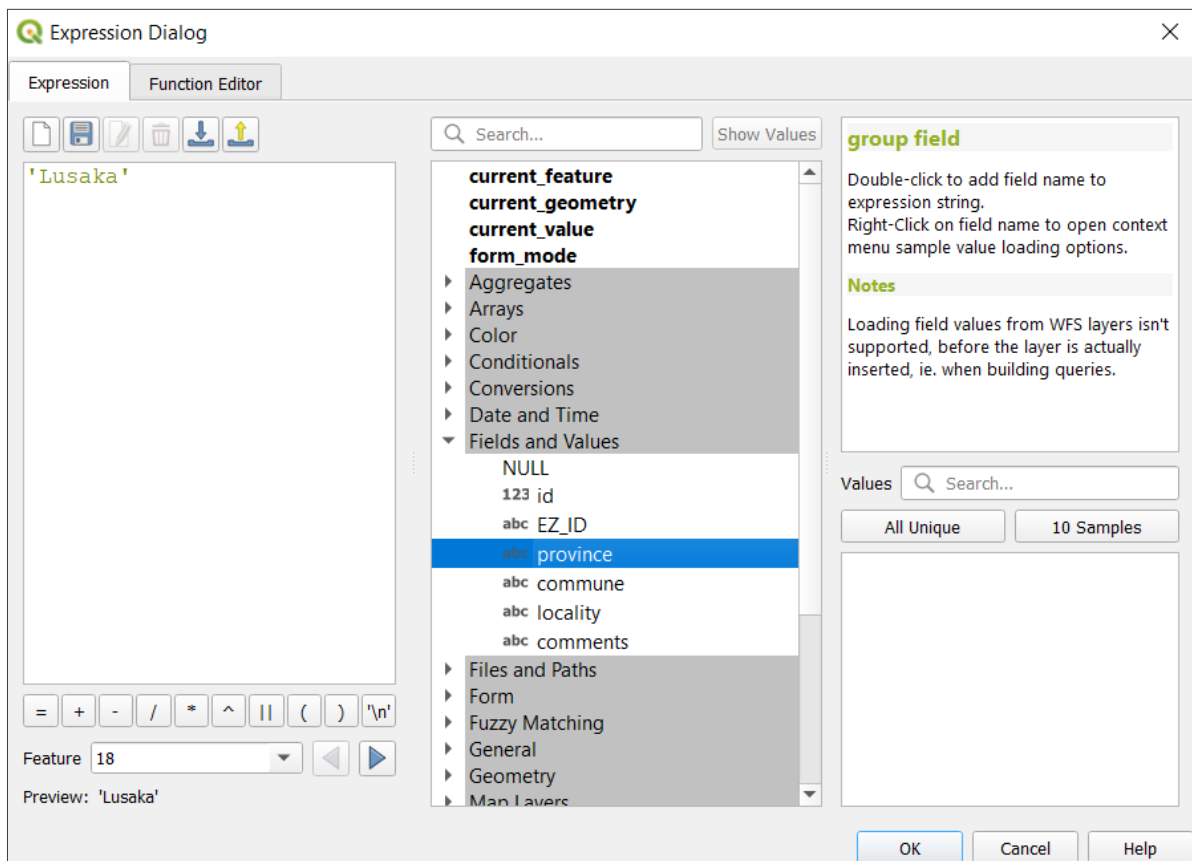 Expression Dialog
Expression
Function Editor
Search...
Show Values
'Lusaka'
current_feature
current_geometry
current_value
form_mode
Aggregates
Arrays
Color
Conditionals
Conversions
Date and Time
Fields and Values
NULL
123 id
abc EZ_ID
abc province
abc commune
abc locality
abc comments
Files and Paths
Form
Fuzzy Matching
General
Geometry
Map Layers
group field
Double-click to add field name to
expression string.
Right-Click on field name to open context
menu sample value loading options.
Notes
Loading field values from WFS layers isn't
supported, before the layer is actually
inserted, ie. when building queries.
Values
Search...
All Unique
10 Samples
= + - / * ^ || ( ) '\n'
Feature 18
Preview: 'Lusaka'
OK
Cancel
Help